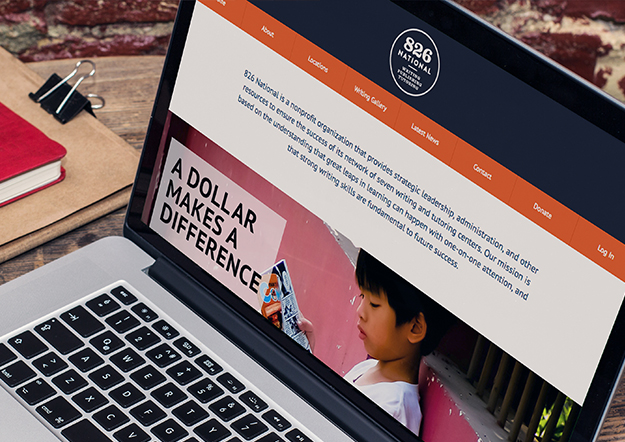 826
NATIONAL
WRITING
PUBLISHING
TUTORING
About
Locations
Writing Gallery
Latest News
Contact
Donate
Log In
826 National is a nonprofit organization that provides strategic leadership, administration, and other
resources to ensure the success of its network of seven writing and tutoring centers. Our mission is
based on the understanding that great leaps in learning can happen with one-on-one attention, and
that strong writing skills are fundamental to future success.
A DOLLAR
MAKES A
DIFFERENCE